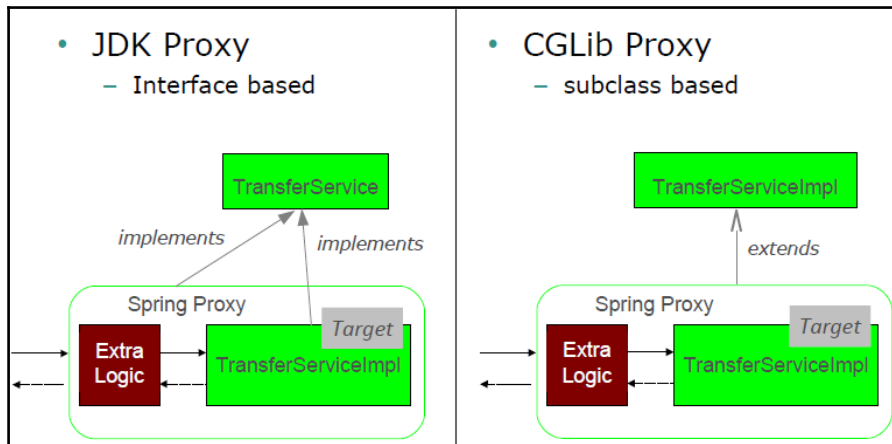 • JDK Proxy
– Interface based
TransferService
implements
implements
Spring Proxy
Target
Extra
Logic
TransferServiceImpl
• CGLib Proxy
– subclass based
TransferServiceImpl
extends
Spring Proxy
Target
Extra
Logic
TransferServiceImpl